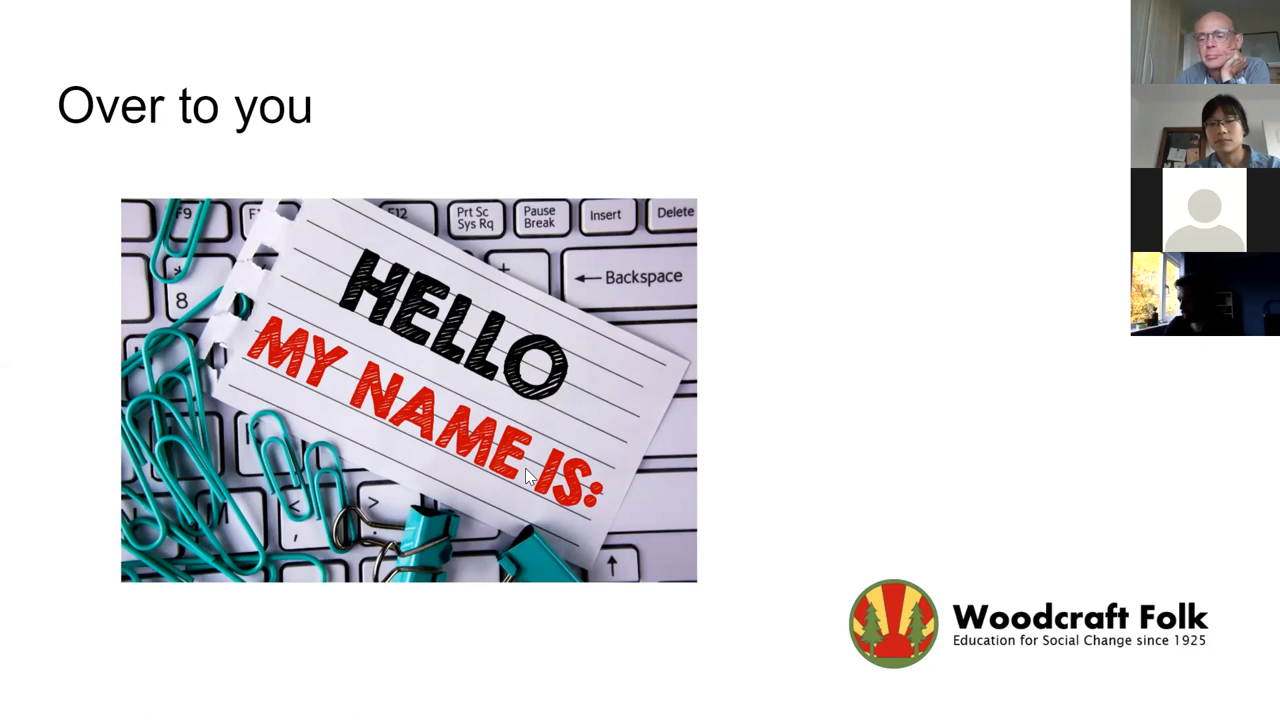 Over to you
F9
F12
Prt Sc
Sys Rq
Pause
Break
Insert
Delete
*
8
+
← Backspace
HELLO
MY NAME IS:
M
<
,
>
.
↑
Woodcraft Folk
Education for Social Change since 1925